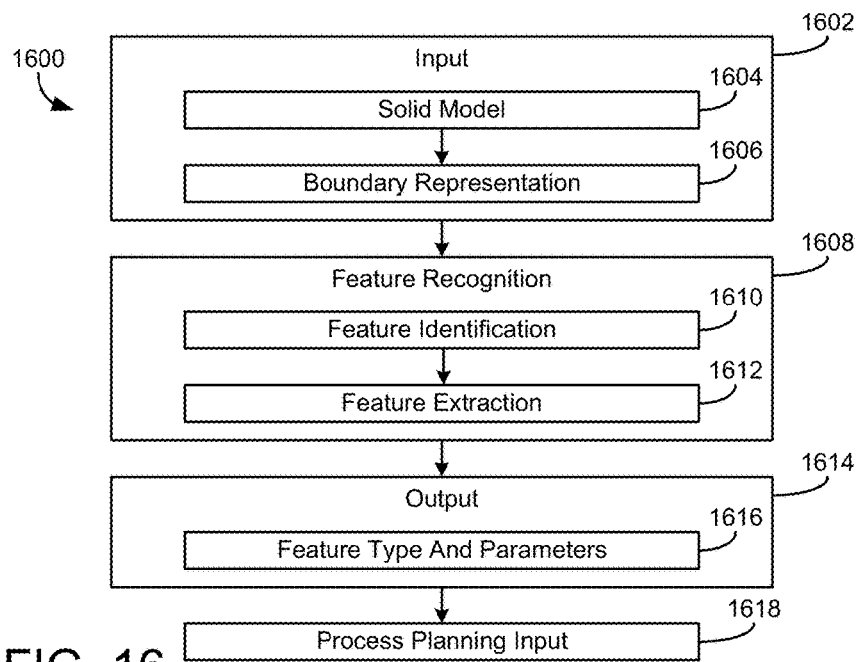 1600
1602
Input
1604
Solid Model
1606
Boundary Representation
1608
Feature Recognition
1610
Feature Identification
1612
Feature Extraction
1614
Output
1616
Feature Type And Parameters
1618
Process Planning Input
FIG. 16